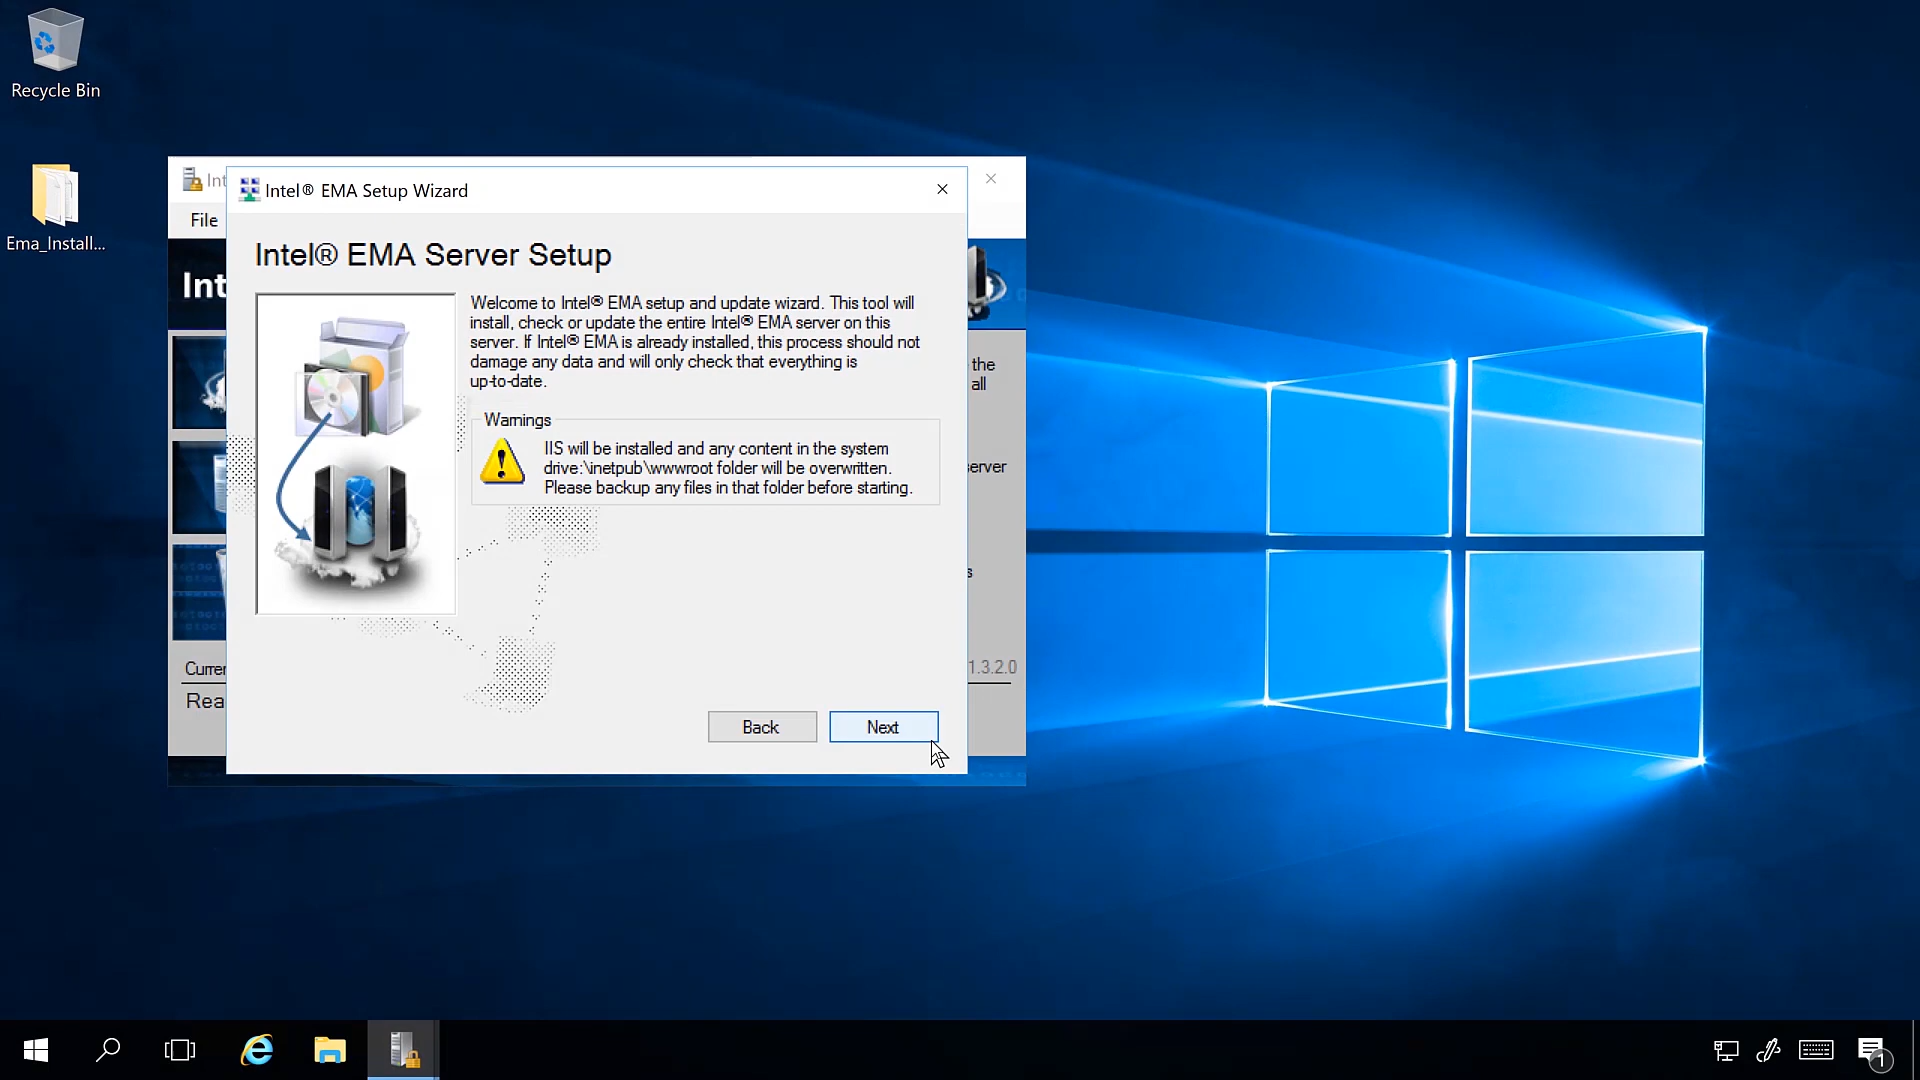 Recycle Bin
Ema_Install...
Int
Intel® EMA Setup Wizard
File
Int
Intel® EMA Server Setup
Welcome to Intel® EMA setup and update wizard. This tool will
install, check or update the entire Intel® EMA server on this
server. If Intel® EMA is already installed, this process should not
damage any data and will only check that everything is
up-to-date.
the
all
Warnings
IIS will be installed and any content in the system
drive:\inetpub\wwwroot folder will be overwritten.
Please backup any files in that folder before starting.
erver
s
Currer
1.3.2.0
Rea
Back
Next
1